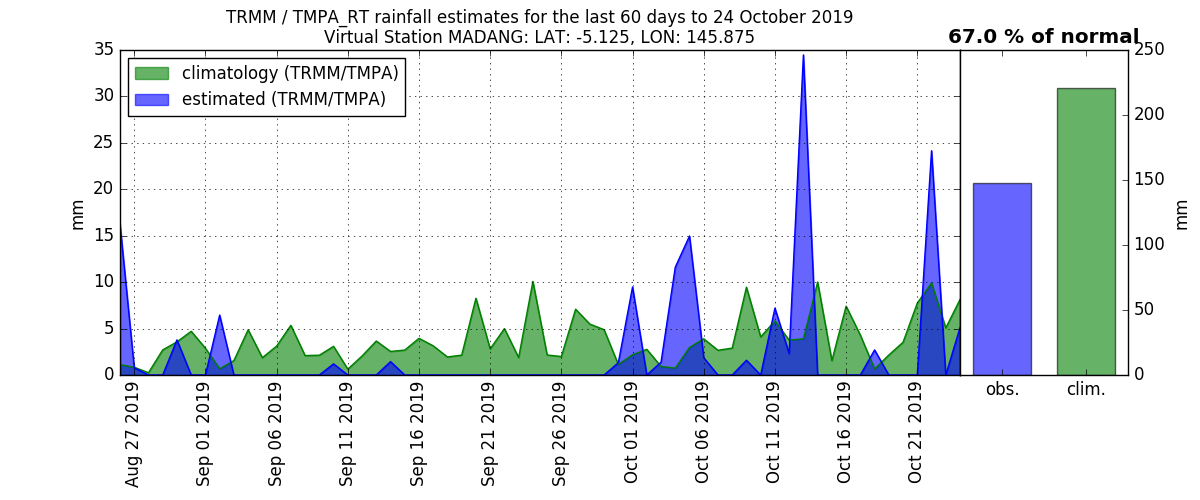 TRMM / TMPA_RT rainfall estimates for the last 60 days to 24 October 2019
Virtual Station MADANG: LAT: -5.125, LON: 145.875
67.0 % of normal
climatology (TRMM/TMPA)
estimated (TRMM/TMPA)
mm
35
30
25
20
15
10
5
0
Aug 27 2019
Sep 01 2019
Sep 06 2019
Sep 11 2019
Sep 16 2019
Sep 21 2019
Sep 26 2019
Oct 01 2019
Oct 06 2019
Oct 11 2019
Oct 16 2019
Oct 21 2019
obs.
clim.
250
200
150
100
50
0
mm